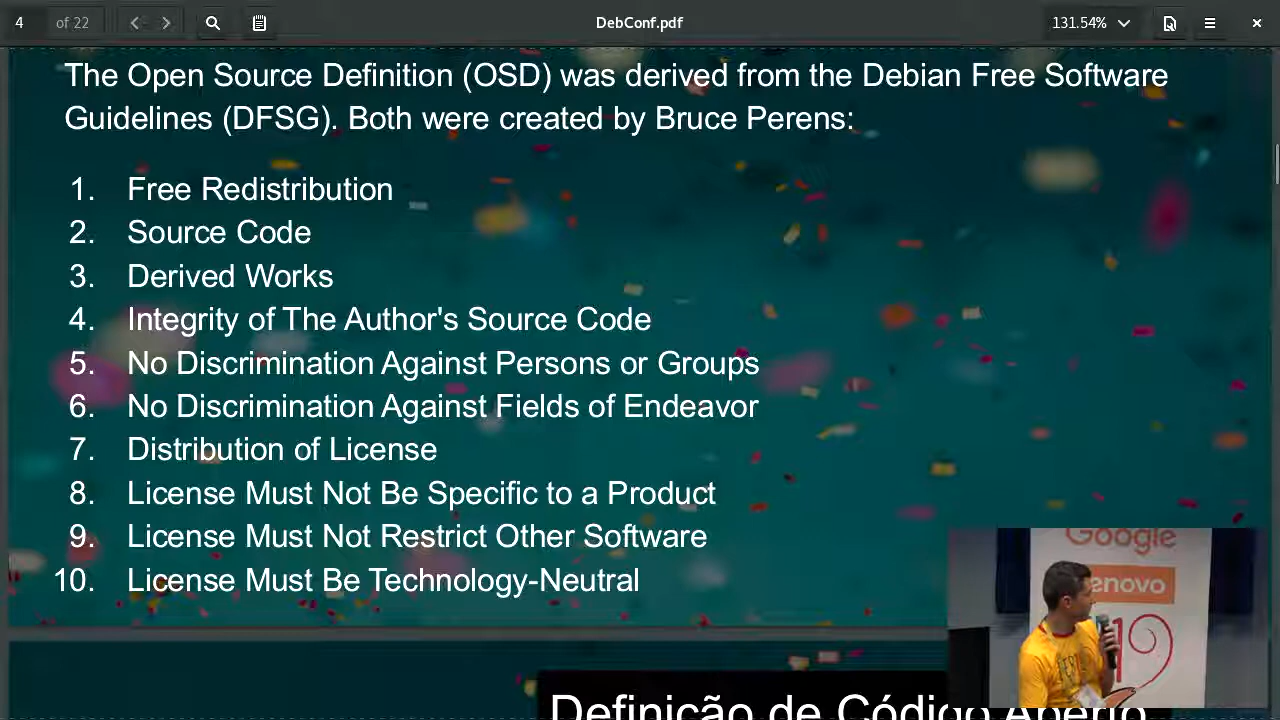 4 of 22 DebConf.pdf 131.54%
The Open Source Definition (OSD) was derived from the Debian Free Software
Guidelines (DFSG). Both were created by Bruce Perens:
1. Free Redistribution
2. Source Code
3. Derived Works
4. Integrity of The Author's Source Code
5. No Discrimination Against Persons or Groups
6. No Discrimination Against Fields of Endeavor
7. Distribution of License
8. License Must Not Be Specific to a Product
9. License Must Not Restrict Other Software
10. License Must Be Technology-Neutral
Google
enovo
19
Definição de Código Aberto